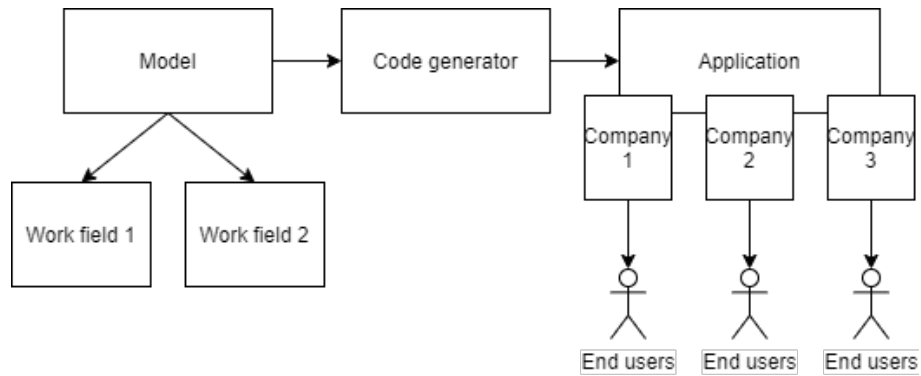 Model
Code generator
Application
Company
1
Company
2
Company
3
Work field 1
Work field 2
End users
End users
End users